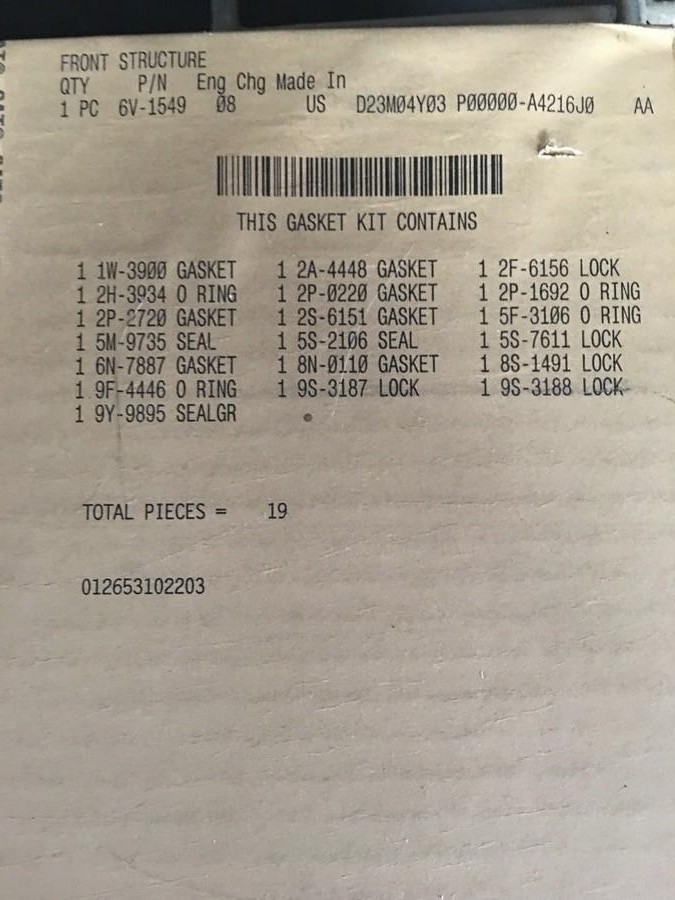 FRONT STRUCTURE
QTY P/N Eng Chg Made In
1 PC 6V-1549 08 US D23M04Y03 P00000-A4216J0 AA
THIS GASKET KIT CONTAINS
1 1W-3900 GASKET 1 2A-4448 GASKET 1 2F-6156 LOCK
1 2H-3934 O RING 1 2P-0220 GASKET 1 2P-1692 O RING
1 2P-2720 GASKET 1 2S-6151 GASKET 1 5F-3106 O RING
1 5M-9735 SEAL 1 5S-2106 SEAL 1 5S-7611 LOCK
1 6N-7887 GASKET 1 8N-0110 GASKET 1 8S-1491 LOCK
1 9F-4446 O RING 1 9S-3187 LOCK 1 9S-3188 LOCK
1 9Y-9895 SEALGR
TOTAL PIECES = 19
012653102203